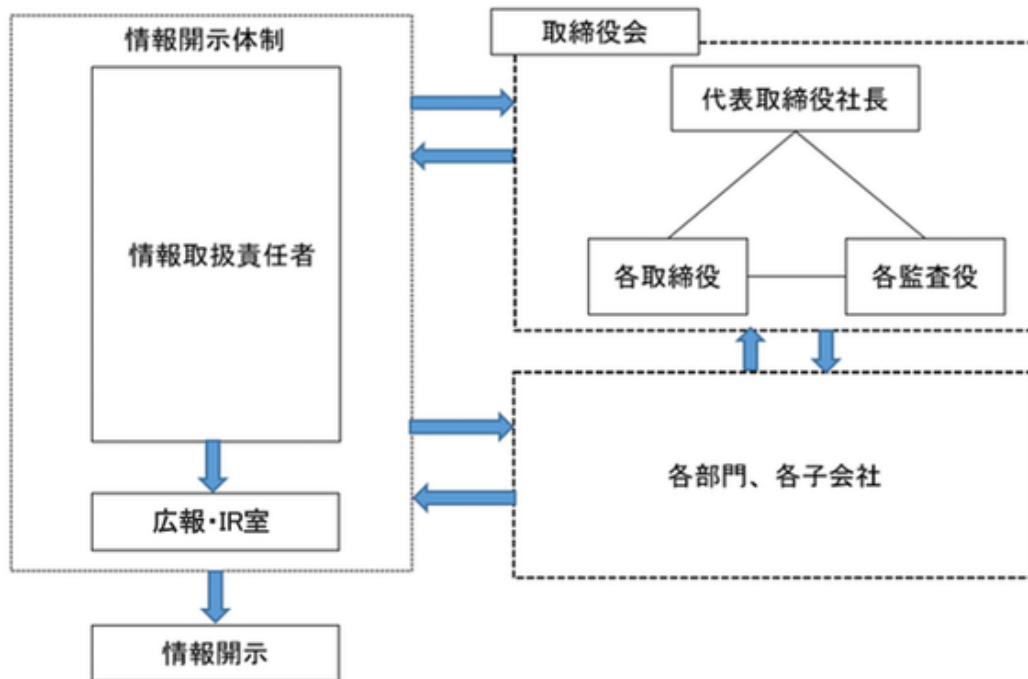 情報開示体制
情報取扱責任者
広報・IR室
情報開示
取締役会
代表取締役社長
各取締役
各監査役
各部門、各子会社